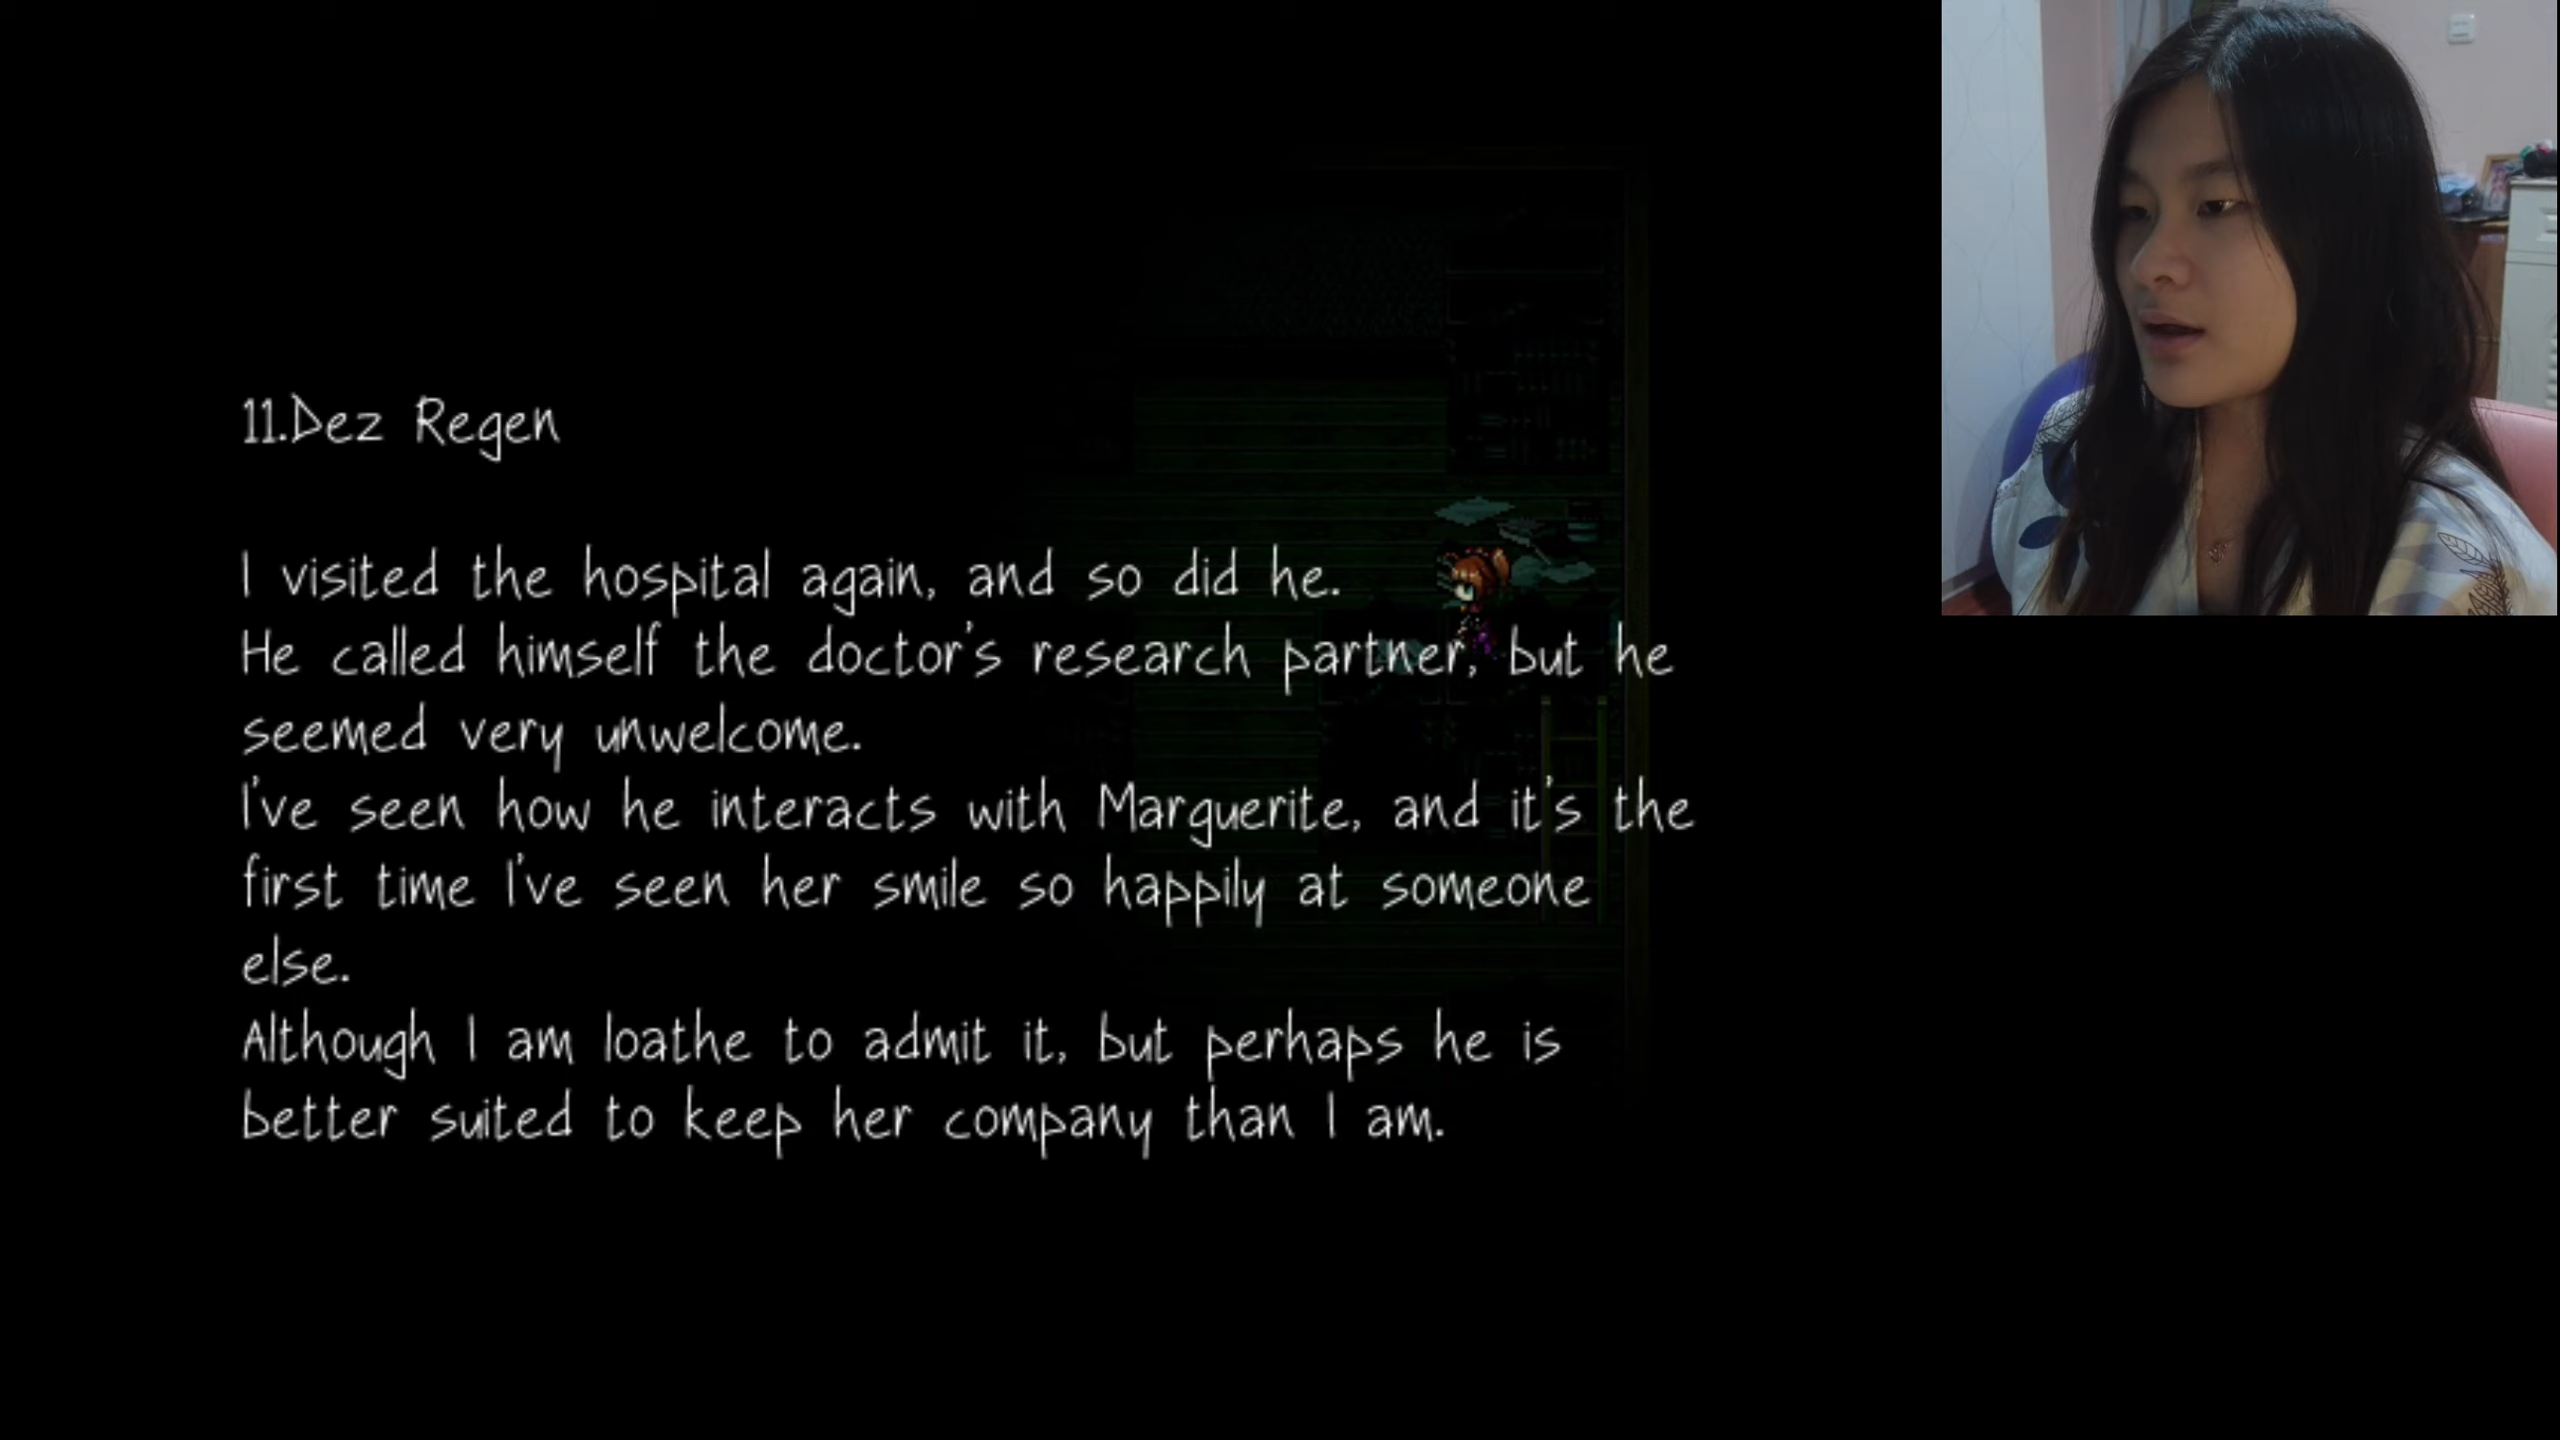 11.Dez Regen
I visited the hospital again, and so did he.
He called himself the doctor's research partner, but he
seemed very unwelcome.
I've seen how he interacts with Marguerite, and it's the
first time I've seen her smile so happily at someone
else.
Although I am loathe to admit it, but perhaps he is
better suited to keep her company than I am.